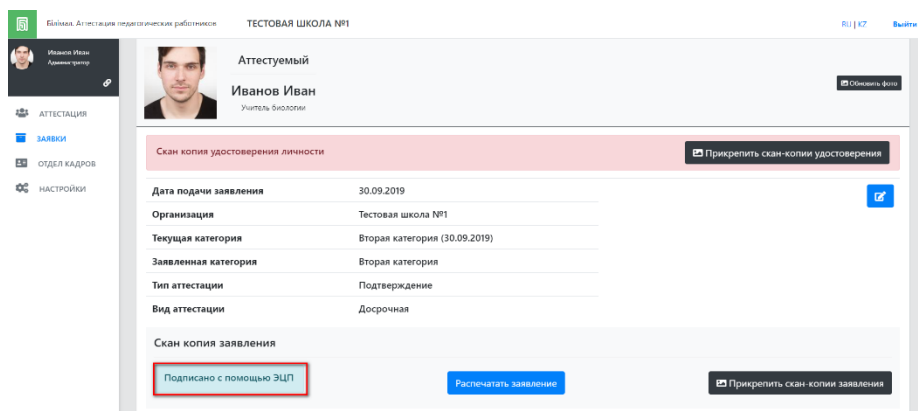 Білімал. Аттестация педагогических работников
ТЕСТОВАЯ ШКОЛА №1
RU | KZ
Выйти
Иванов Иван
Администратор
АТТЕСТАЦИЯ
ЗАЯВКИ
ОТДЕЛ КАДРОВ
НАСТРОЙКИ
Аттестуемый
Иванов Иван
Учитель биологии
Обновить фото
Скан копия удостоверения личности
Прикрепить скан-копии удостоверения
Дата подачи заявления 30.09.2019
Организация Тестовая школа №1
Текущая категория Вторая категория (30.09.2019)
Заявленная категория Вторая категория
Тип аттестации Подтверждение
Вид аттестации Досрочная
Скан копия заявления
Подписано с помощью ЭЦП
Распечатать заявление
Прикрепить скан-копии заявления